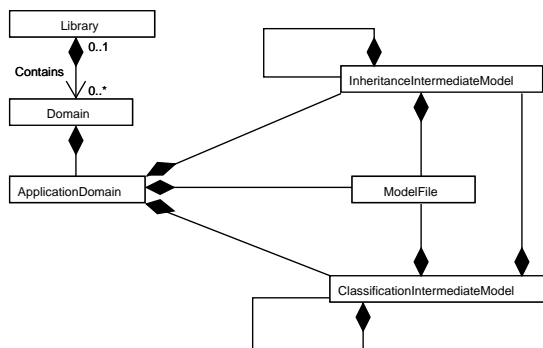 Library
0..1
Contains
0..*
Domain
InheritanceIntermediateModel
ApplicationDomain
ModelFile
ClassificationIntermediateModel